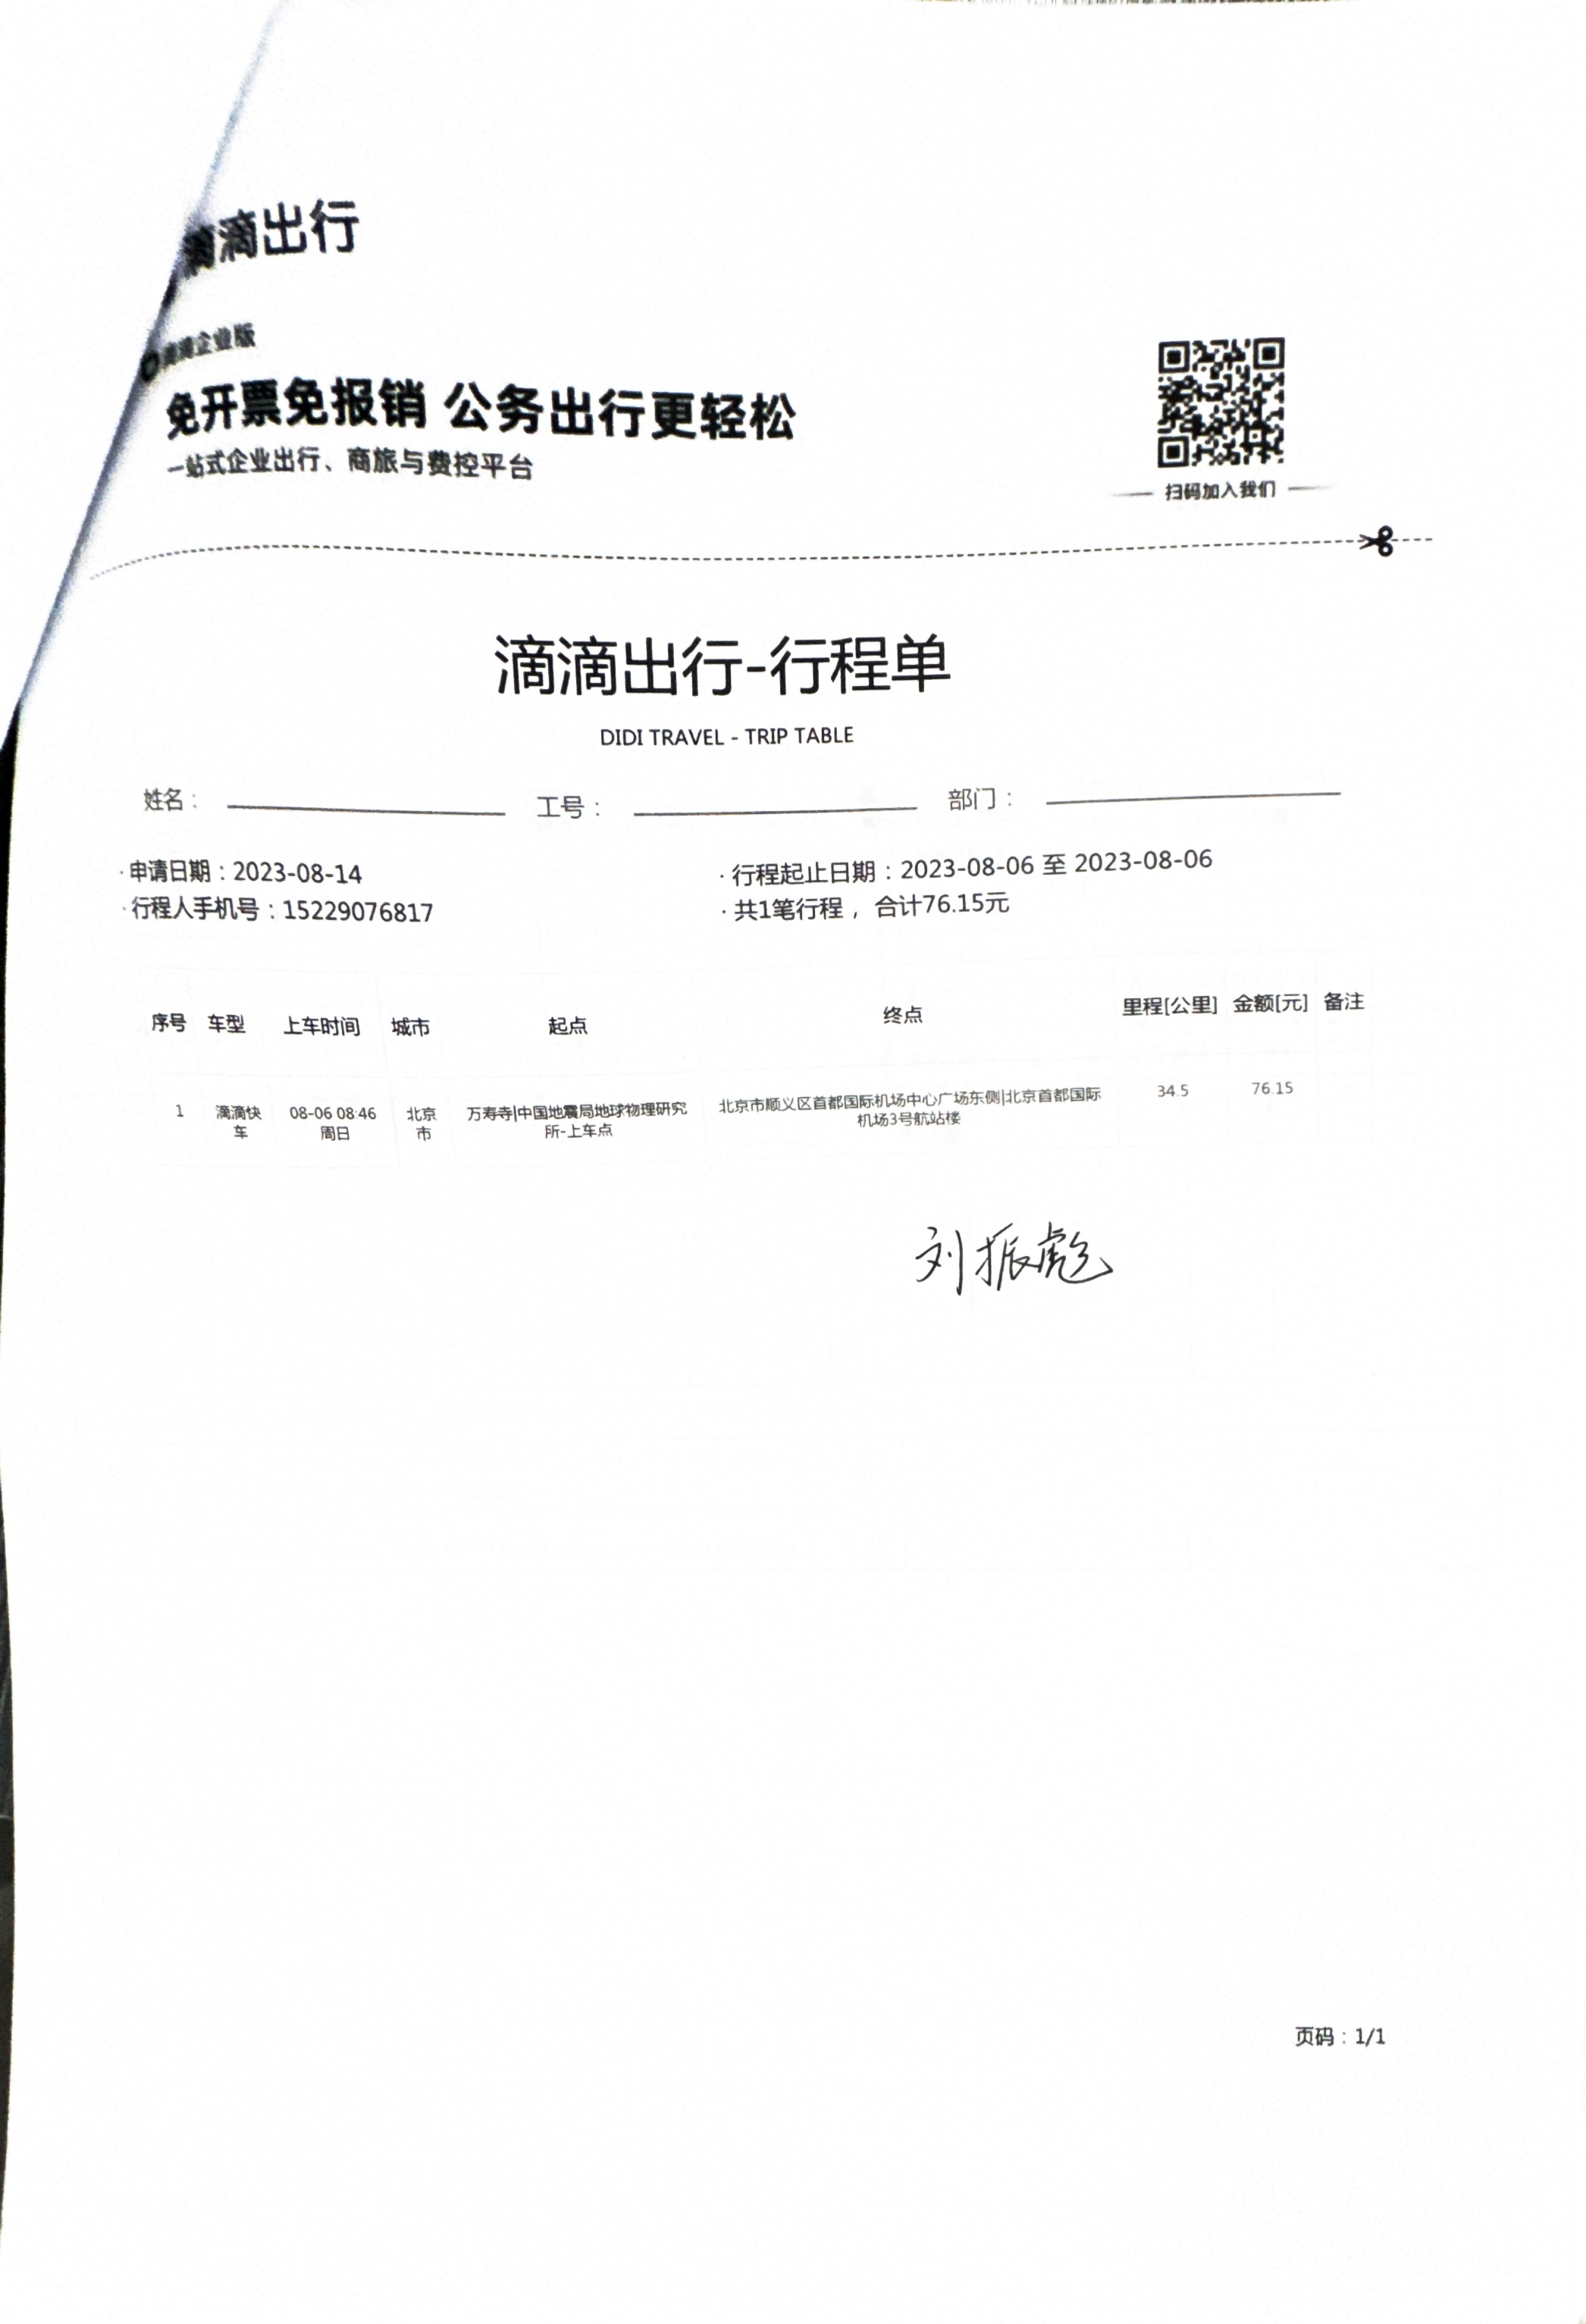 滴滴出行
滴滴企业版
免开票免报销 公务出行更轻松
一站式企业出行、商旅与费控平台
扫码加入我们
滴滴出行-行程单
DIDI TRAVEL - TRIP TABLE
姓名： 工号： 部门：
·申请日期：2023-08-14 ·行程起止日期：2023-08-06 至 2023-08-06
·行程人手机号：15229076817 ·共1笔行程， 合计76.15元
序号 车型 上车时间 城市 起点 终点 里程[公里] 金额[元] 备注
1 滴滴快 08-06 08:46 北京 万寿寺|中国地震局地球物理研究 北京市顺义区首都国际机场中心广场东侧|北京首都国际 34.5 76.15
车 周日 市 所-上车点 机场3号航站楼
刘振彪
页码：1/1